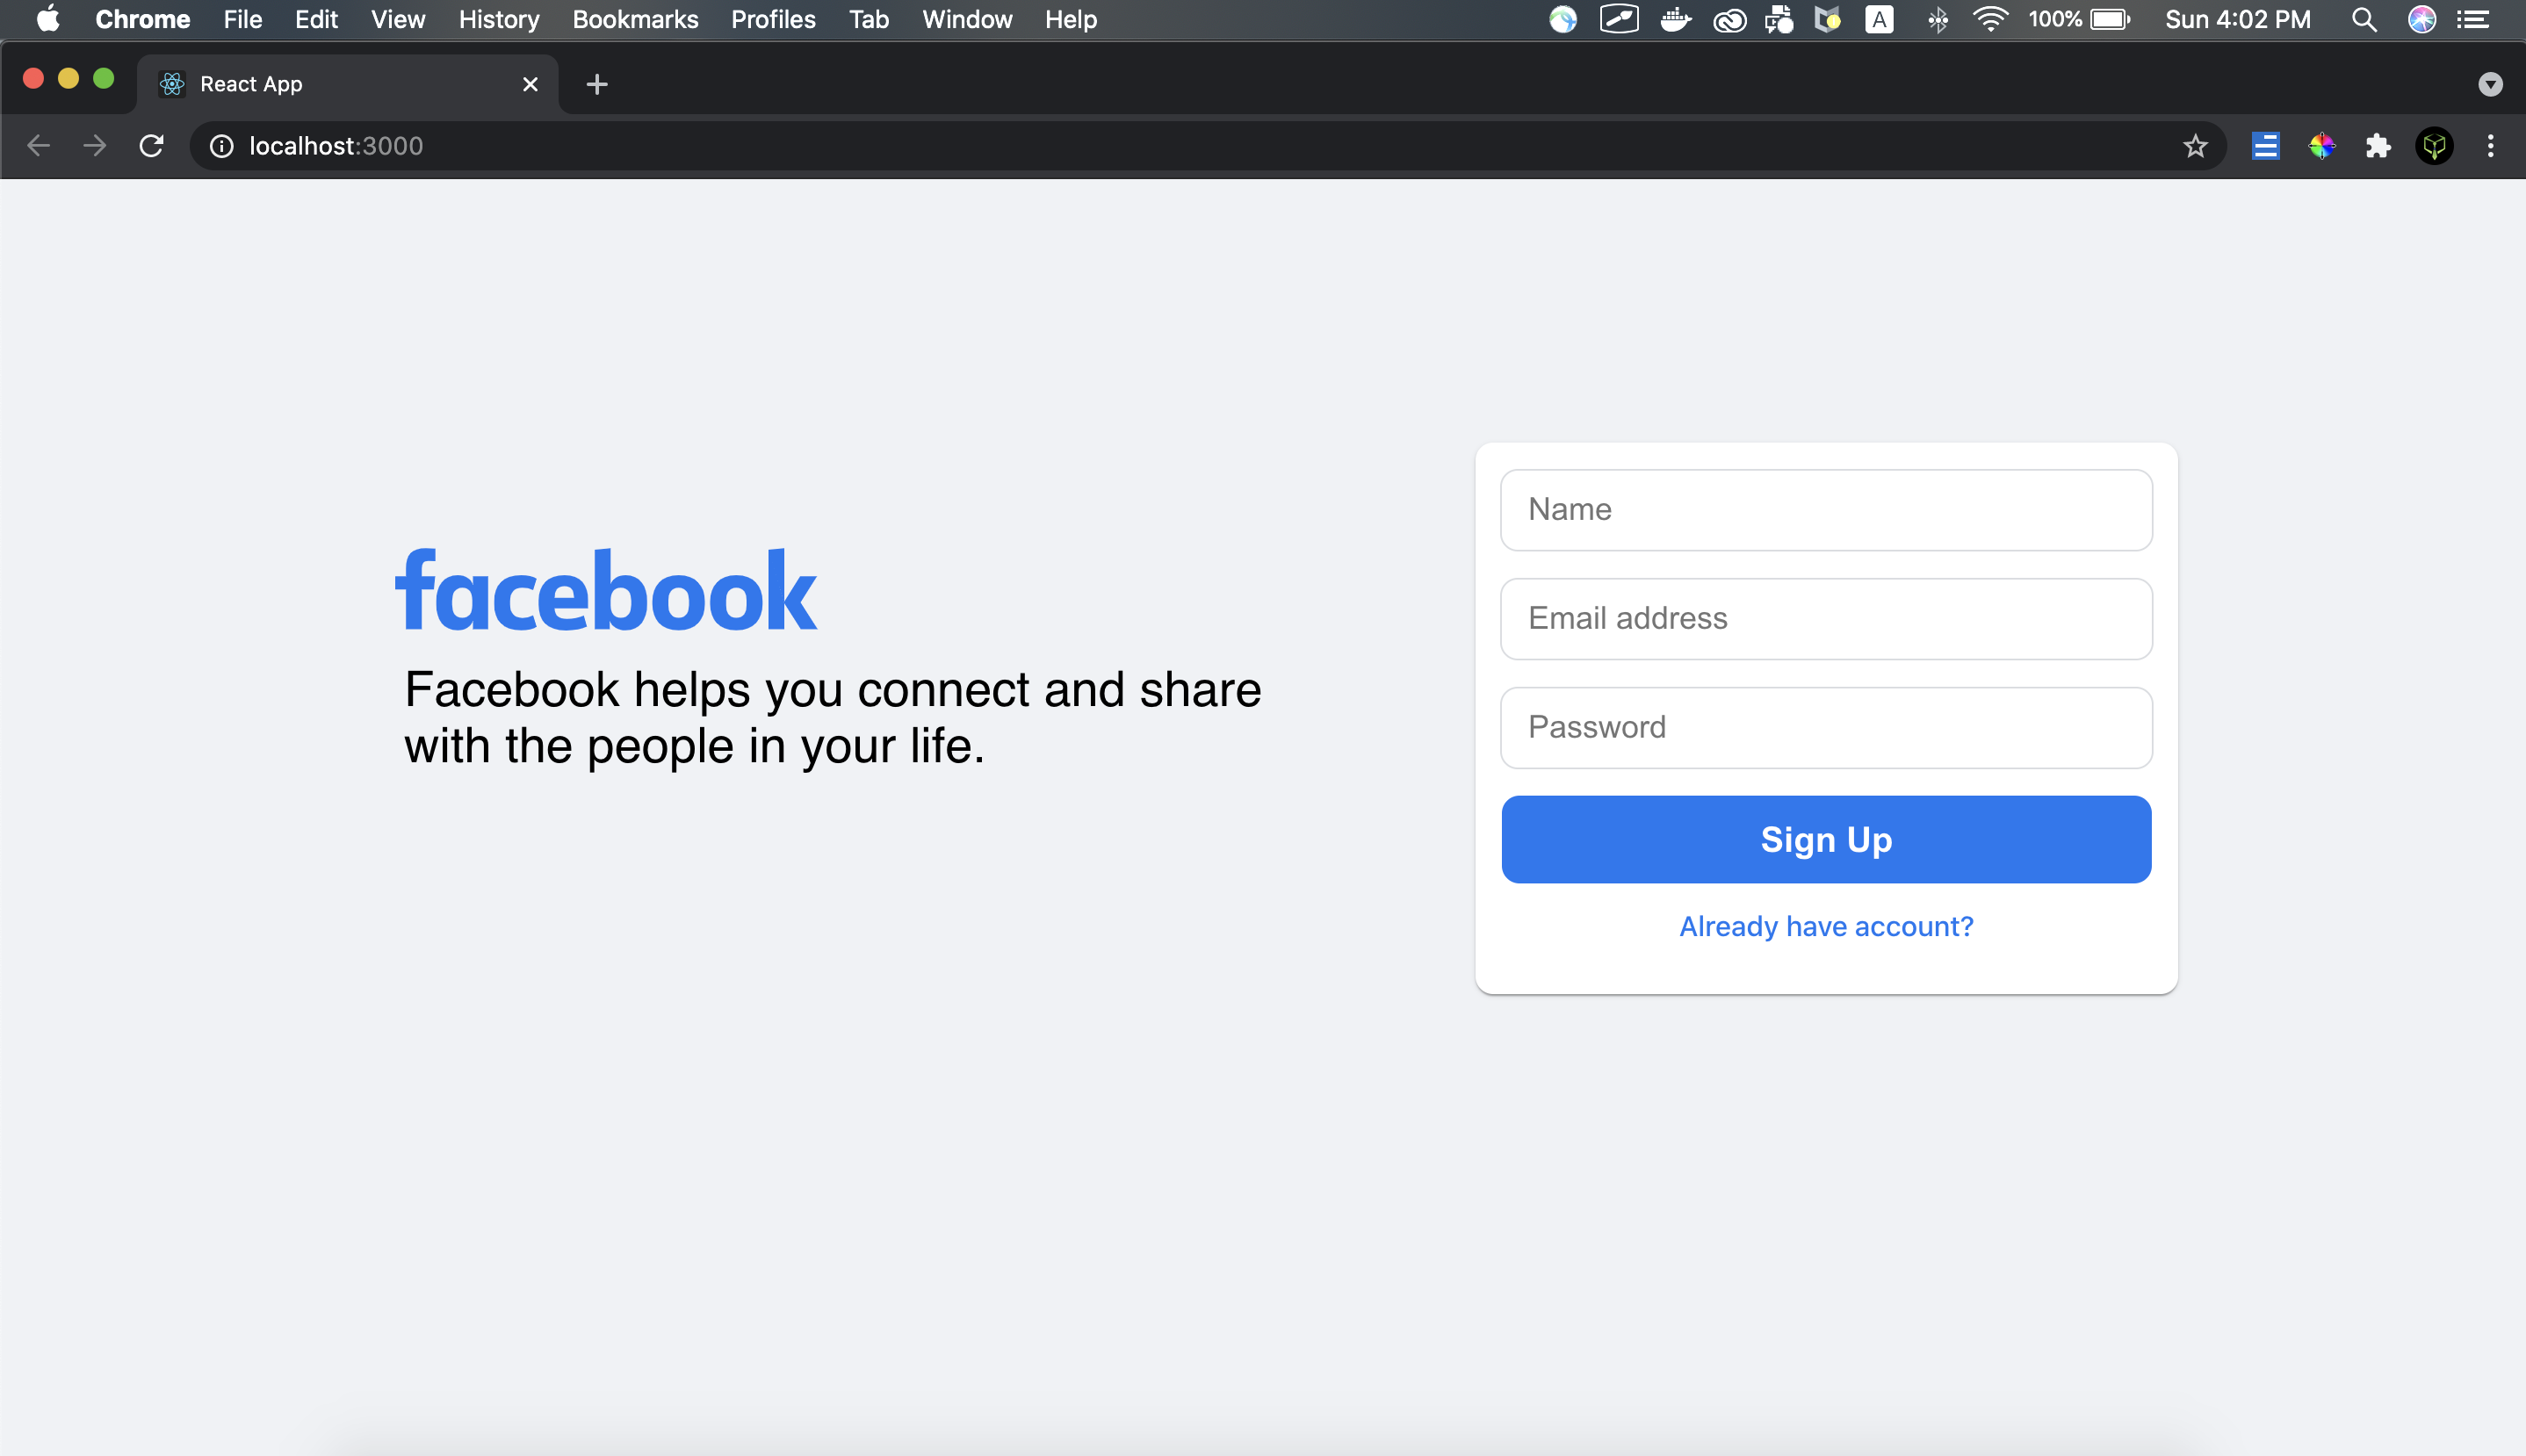 Chrome File Edit View History Bookmarks Profiles Tab Window Help A 100% Sun 4:02 PM
React App
localhost:3000
facebook
Facebook helps you connect and share
with the people in your life.
Name
Email address
Password
Sign Up
Already have account?